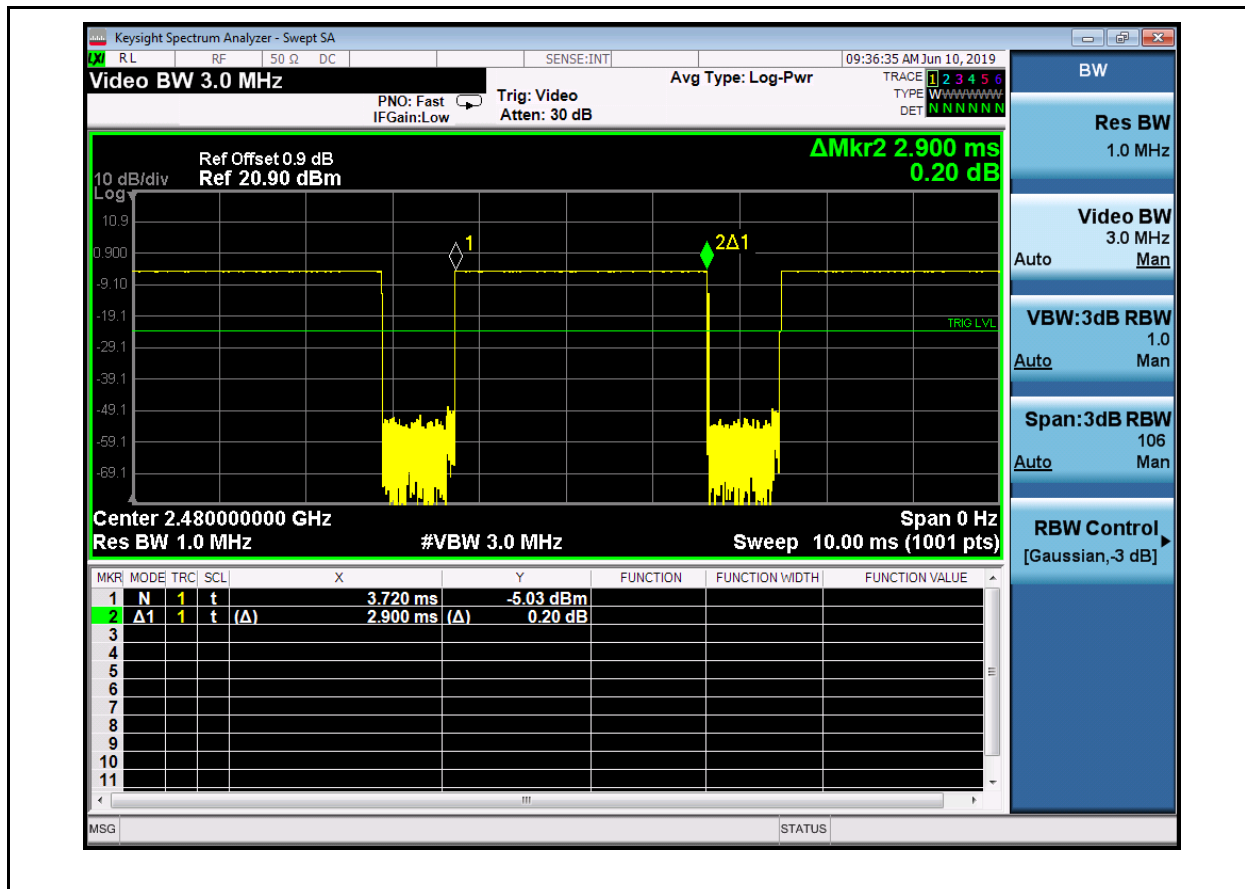 Keysight Spectrum Analyzer - Swept SA
LXI RL RF 50 Ω DC SENSE:INT 09:36:35 AM Jun 10, 2019
Video BW 3.0 MHz
PNO: Fast
IFGain:Low
Trig: Video
Atten: 30 dB
Avg Type: Log-Pwr
TRACE 1 2 3 4 5 6
TYPE WWWWWWW
DET N N N N N N
ΔMkr2 2.900 ms
0.20 dB
Ref Offset 0.9 dB
10 dB/div Ref 20.90 dBm
Log
10.9
0.900
-9.10
-19.1
-29.1
-39.1
-49.1
-59.1
-69.1
1
2Δ1
TRIG LVL
Center 2.480000000 GHz Span 0 Hz
Res BW 1.0 MHz #VBW 3.0 MHz Sweep 10.00 ms (1001 pts)
MKR MODE TRC SCL X Y FUNCTION FUNCTION WIDTH FUNCTION VALUE
1 N 1 t 3.720 ms -5.03 dBm
2 Δ1 1 t (Δ) 2.900 ms (Δ) 0.20 dB
3
4
5
6
7
8
9
10
11
MSG STATUS
BW
Res BW
1.0 MHz
Video BW
3.0 MHz
Auto Man
VBW:3dB RBW
1.0
Auto Man
Span:3dB RBW
106
Auto Man
RBW Control
[Gaussian,-3 dB]